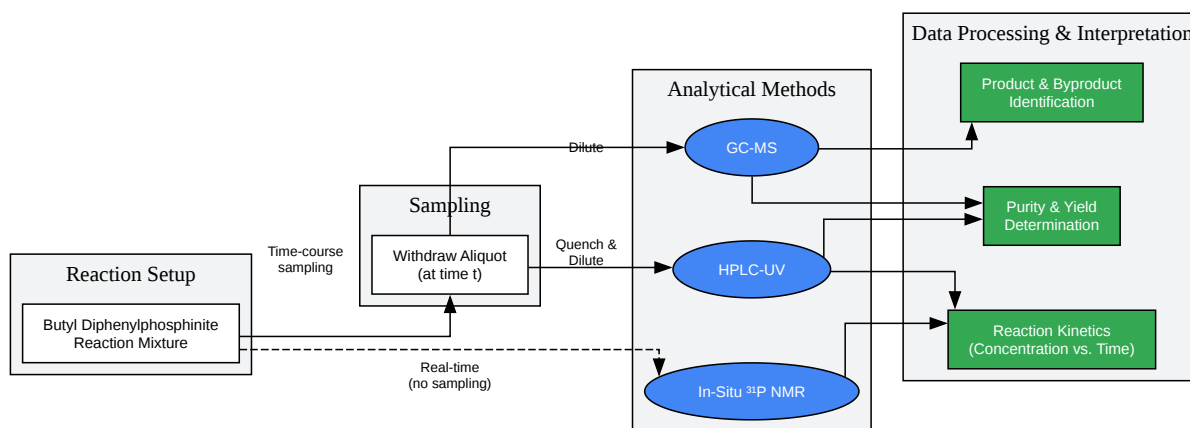 Reaction Setup
Butyl Diphenylphosphinite
Reaction Mixture
Time-course
sampling
Real-time
(no sampling)
Sampling
Withdraw Aliquot
(at time t)
Dilute
Quench &
Dilute
Analytical Methods
GC-MS
HPLC-UV
In-Situ ³¹P NMR
Data Processing & Interpretation
Product & Byproduct
Identification
Purity & Yield
Determination
Reaction Kinetics
(Concentration vs. Time)